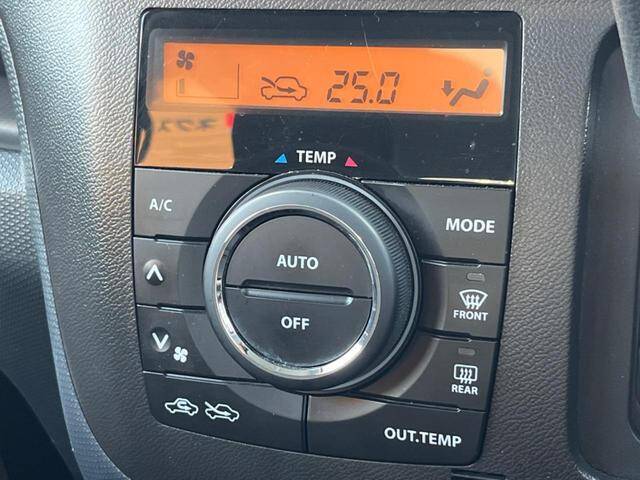 25.0
TEMP
A/C
MODE
AUTO
OFF
FRONT
REAR
OUT.TEMP